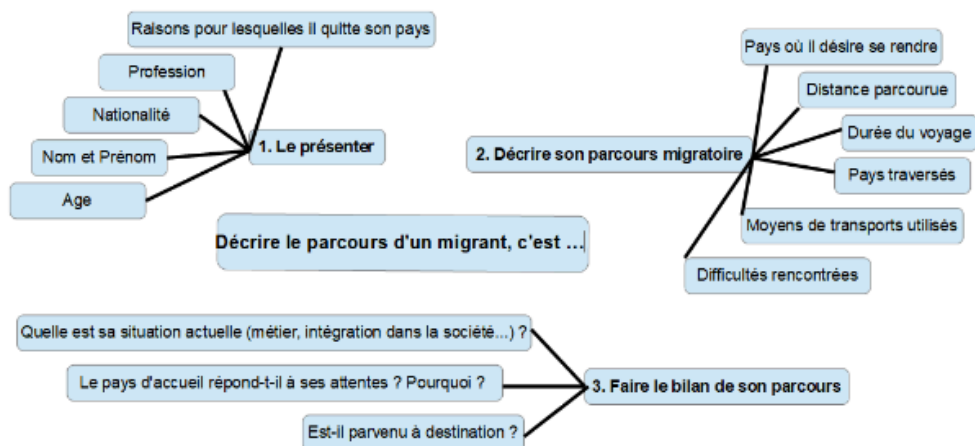 Raisons pour lesquelles il quitte son pays
Profession
Nationalité
Nom et Prénom
Age
1. Le présenter
Pays où il désire se rendre
Distance parcourue
Durée du voyage
2. Décrire son parcours migratoire
Pays traversés
Moyens de transports utilisés
Difficultés rencontrées
Décrire le parcours d'un migrant, c'est ...
Quelle est sa situation actuelle (métier, intégration dans la société...) ?
Le pays d'accueil répond-t-il à ses attentes ? Pourquoi ?
3. Faire le bilan de son parcours
Est-il parvenu à destination ?